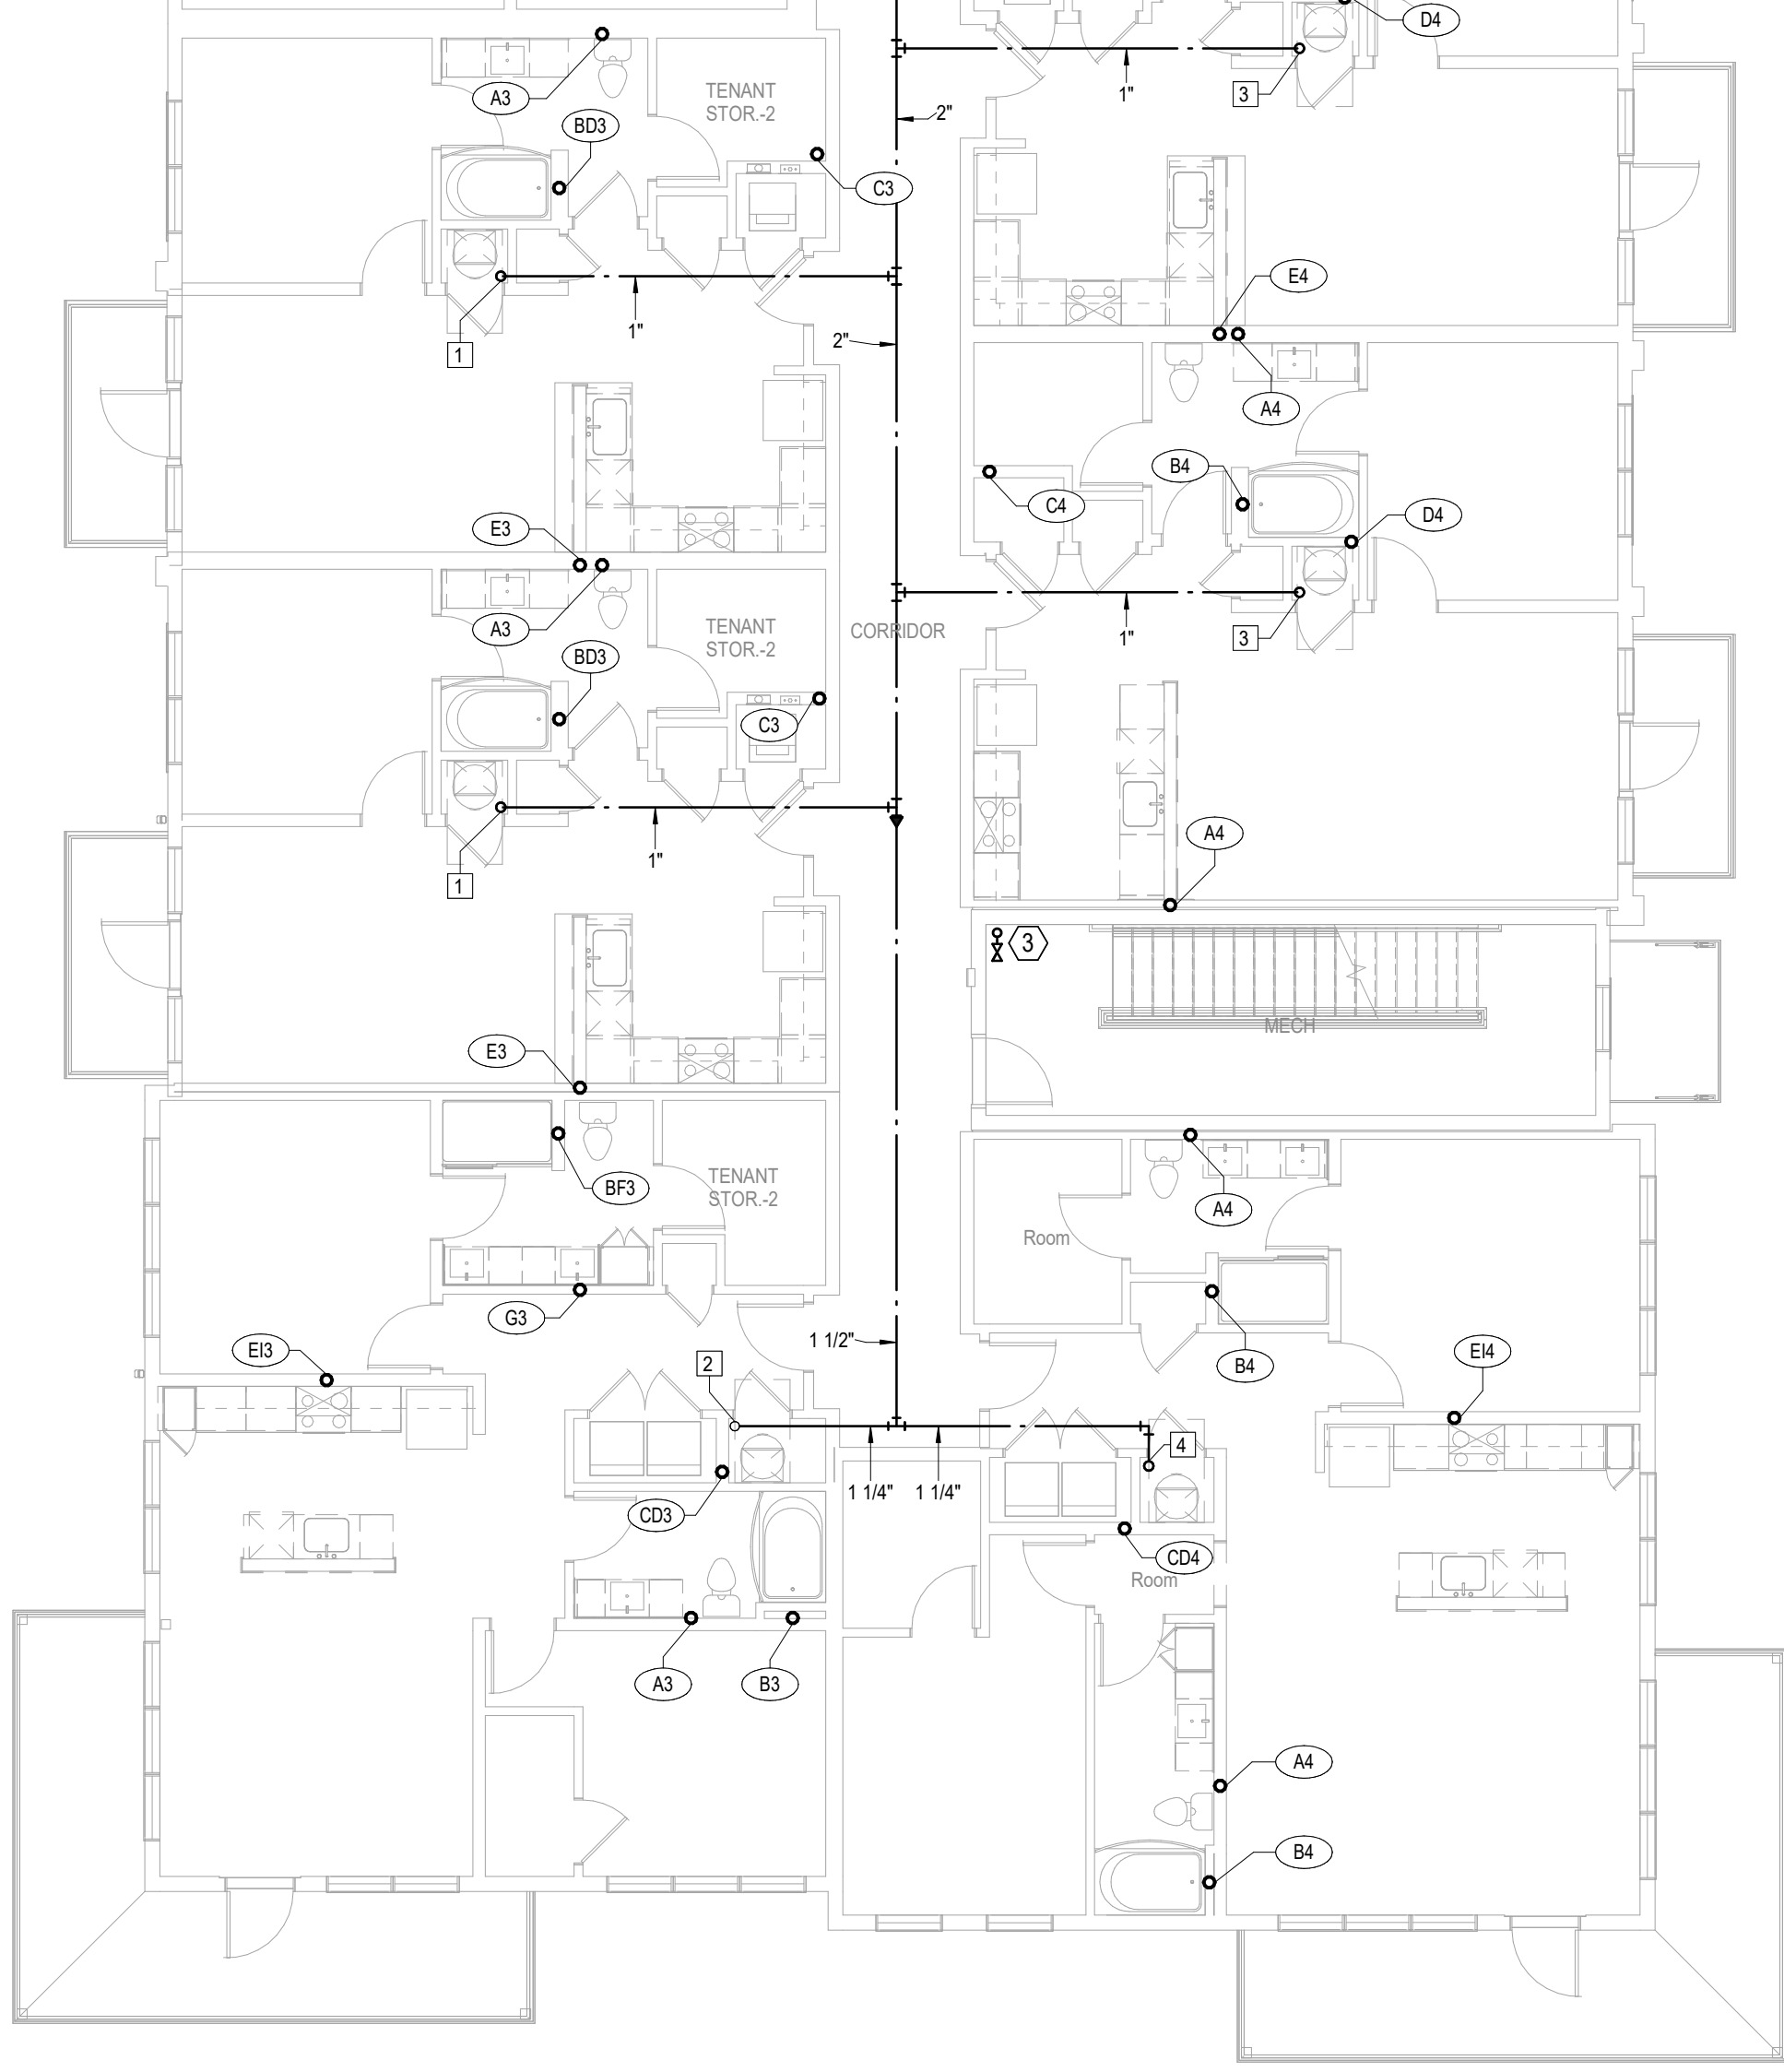 D4
A3
TENANT
STOR.-2
1"
3
2"
BD3
C3
E4
1
1"
2"
A4
B4
C4
D4
E3
A3
TENANT
STOR.-2
CORRIDOR
1"
3
BD3
C3
A4
1"
1
3
MECH
E3
BF3
TENANT
STOR.-2
A4
Room
G3
EI3
1 1/2"
2
B4
EI4
4
1 1/4"
1 1/4"
CD3
CD4
Room
A3
B3
A4
B4